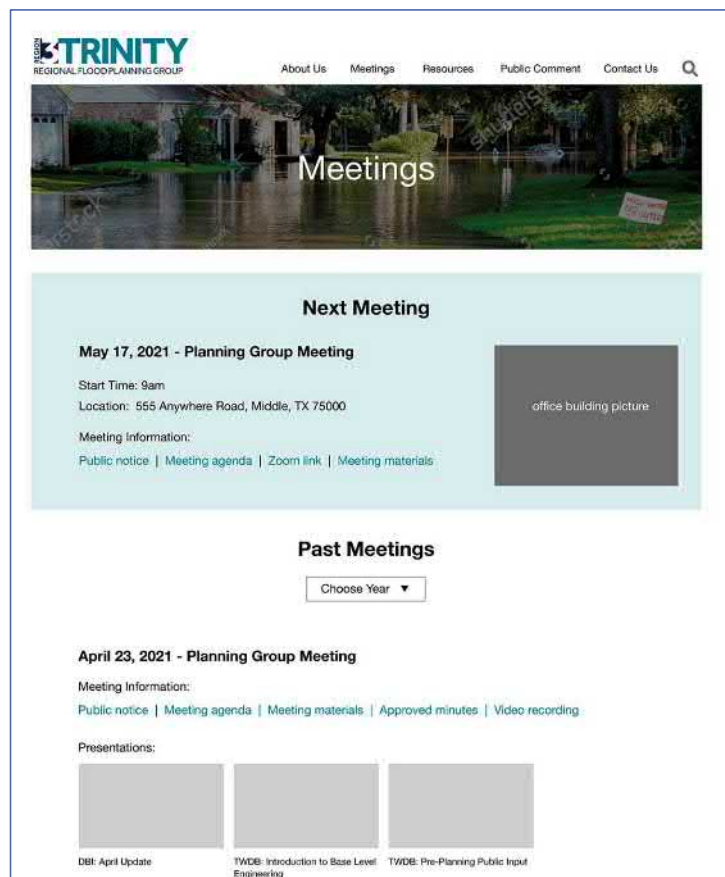 REGION 3 TRINITY
REGIONAL FLOOD PLANNING GROUP
About Us Meetings Resources Public Comment Contact Us
shutterstock
Meetings
Next Meeting
May 17, 2021 - Planning Group Meeting
Start Time: 9am
Location: 555 Anywhere Road, Middle, TX 75000
office building picture
Meeting Information:
Public notice | Meeting agenda | Zoom link | Meeting materials
Past Meetings
Choose Year ▼
April 23, 2021 - Planning Group Meeting
Meeting Information:
Public notice | Meeting agenda | Meeting materials | Approved minutes | Video recording
Presentations:
DBI: April Update
TWDB: Introduction to Base Level
Engineering
TWDB: Pre-Planning Public Input